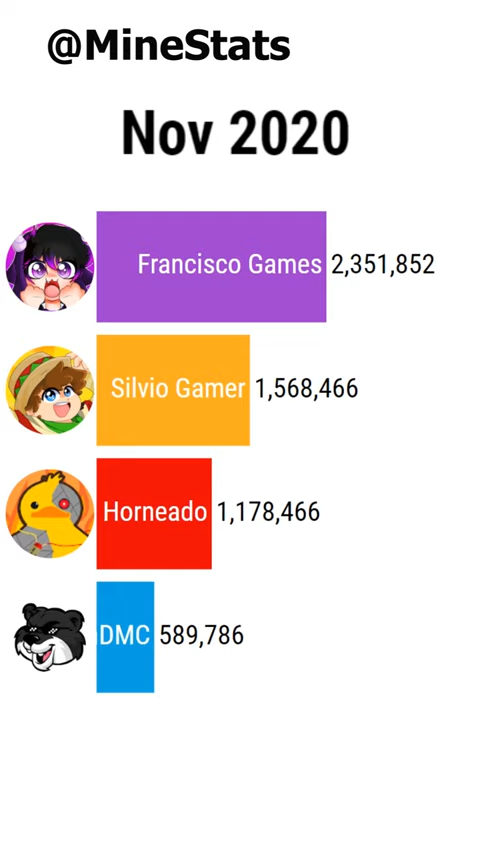 @MineStats
Nov 2020
Francisco Games 2,351,852
Silvio Gamer 1,568,466
Horneado 1,178,466
DMC 589,786